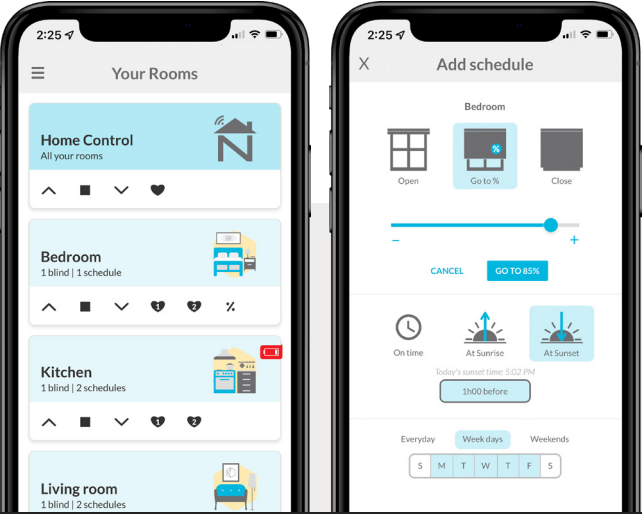 2:25
Your Rooms
Home Control
All your rooms
Bedroom
1 blind | 1 schedule
1
2
%
Kitchen
1 blind | 2 schedules
1
2
Living room
1 blind | 2 schedules
2:25
X
Add schedule
Bedroom
%
Open
Go to %
Close
−
+
CANCEL
GO TO 85%
On time
At Sunrise
At Sunset
Today's sunset time: 5:02 PM
1h00 before
Everyday
Week days
Weekends
S M T W T F S